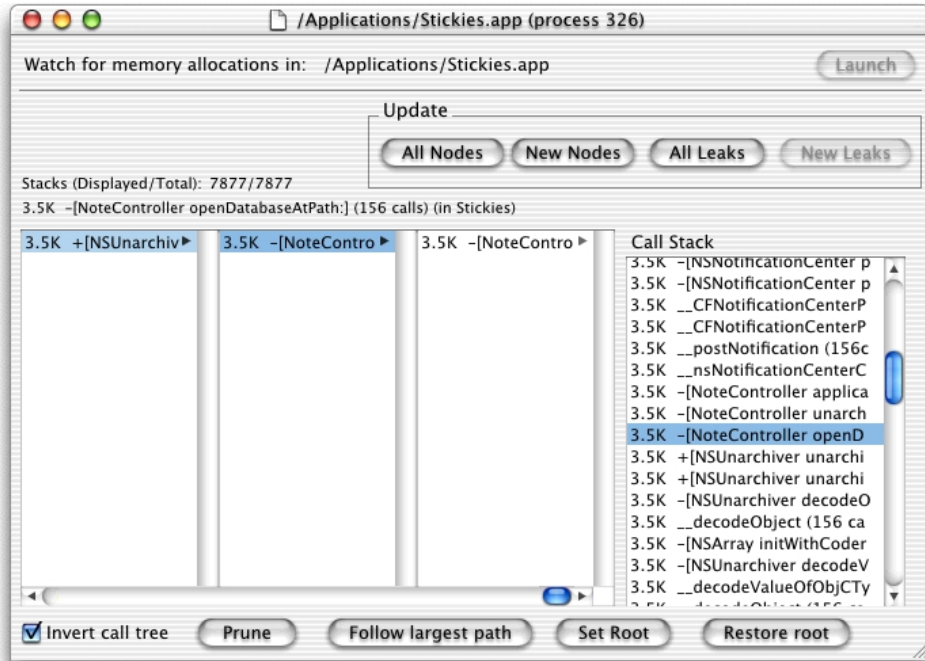 /Applications/Stickies.app (process 326)
Watch for memory allocations in: /Applications/Stickies.app
Launch
Update
All Nodes
New Nodes
All Leaks
New Leaks
Stacks (Displayed/Total): 7877/7877
3.5K -[NoteController openDatabaseAtPath:] (156 calls) (in Stickies)
3.5K +[NSUnarchiv
3.5K -[NoteContro
3.5K -[NoteContro
Call Stack
3.5K -[NSNotificationCenter p
3.5K -[NSNotificationCenter p
3.5K __CFNotificationCenterP
3.5K __CFNotificationCenterP
3.5K __postNotification (156c
3.5K __nsNotificationCenterC
3.5K -[NoteController applica
3.5K -[NoteController unarch
3.5K -[NoteController openD
3.5K +[NSUnarchiver unarchi
3.5K +[NSUnarchiver unarchi
3.5K -[NSUnarchiver decodeO
3.5K __decodeObject (156 ca
3.5K -[NSArray initWithCoder
3.5K -[NSUnarchiver decodeV
3.5K __decodeValueOfObjCTy
Invert call tree
Prune
Follow largest path
Set Root
Restore root